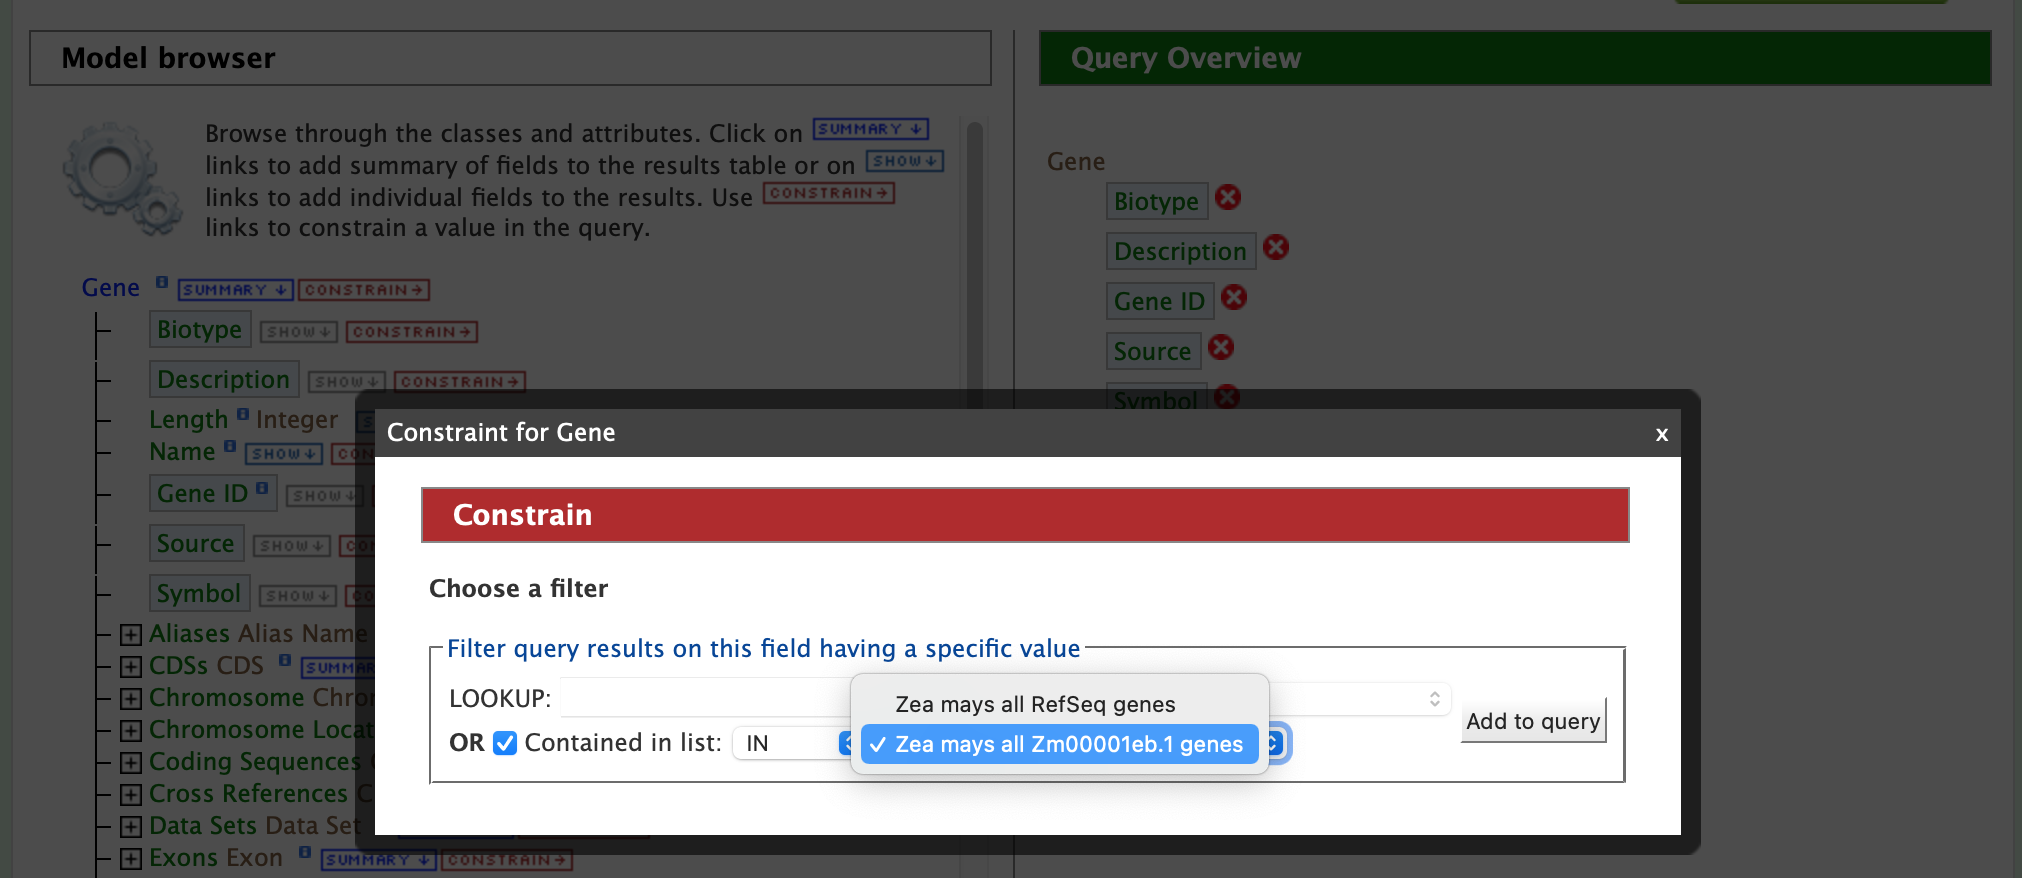 Model browser
Browse through the classes and attributes. Click on SUMMARY ↓
links to add summary of fields to the results table or on SHOW ↓
links to add individual fields to the results. Use CONSTRAIN →
links to constrain a value in the query.
Gene SUMMARY ↓ CONSTRAIN →
Biotype SHOW ↓ CONSTRAIN →
Description SHOW ↓ CONSTRAIN →
Length Integer
Name SHOW ↓
Gene ID SHOW ↓
Source SHOW ↓
Symbol SHOW ↓
Aliases Alias Name
CDSs CDS
Chromosome
Chromosome
Coding Sequences
Cross References
Data Sets Data Set
Exons Exon SUMMARY ↓ CONSTRAIN →
Query Overview
Gene
Biotype
Description
Gene ID
Source
Symbol
Constraint for Gene x
Constrain
Choose a filter
Filter query results on this field having a specific value
LOOKUP:
OR Contained in list: IN
Zea mays all RefSeq genes
✓ Zea mays all Zm00001eb.1 genes
Add to query